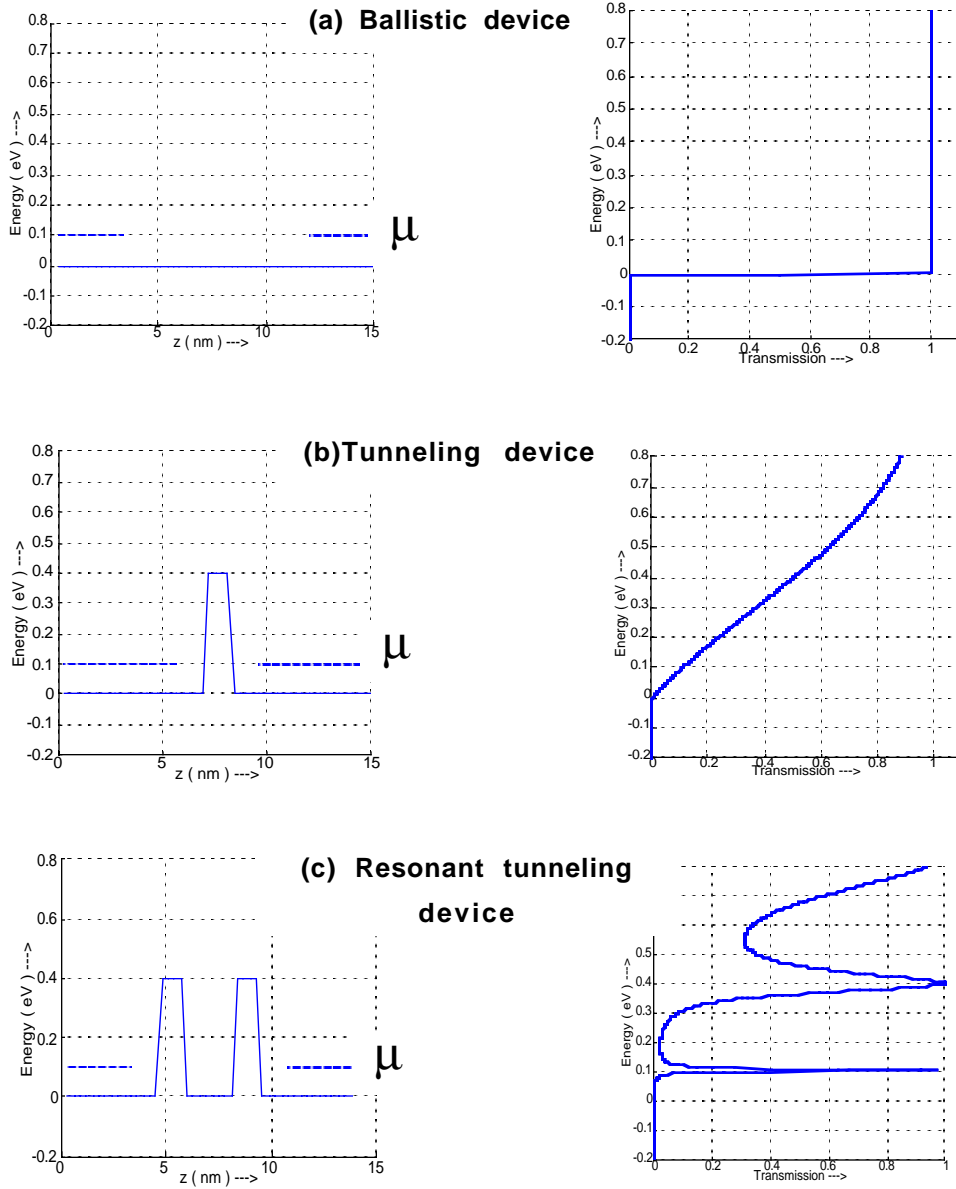 (a) Ballistic device
0.8
0.7
0.6
0.5
0.4
0.3
0.2
0.1
0
-0.1
-0.2
Energy ( eV ) --->
0 5 10 15
z ( nm ) --->
μ
0.8
0.7
0.6
0.5
0.4
0.3
0.2
0.1
0
-0.1
-0.2
Energy ( eV ) --->
0 0.2 0.4 0.6 0.8 1
Transmission --->
(b)Tunneling device
0.8
0.7
0.6
0.5
0.4
0.3
0.2
0.1
0
-0.1
-0.2
Energy ( eV ) --->
0 5 10 15
z ( nm ) --->
μ
0.8
0.7
0.6
0.5
0.4
0.3
0.2
0.1
0
-0.1
-0.2
Energy ( eV ) --->
0 0.2 0.4 0.6 0.8 1
Transmission --->
(c) Resonant tunneling
device
0.8
0.6
0.4
0.2
0
-0.2
Energy ( eV ) --->
0 5 10 15
z ( nm ) --->
μ
0.5
0.4
0.3
0.2
0.1
0
-0.1
-0.2
Energy ( eV ) --->
0 0.2 0.4 0.6 0.8 1
Transmission --->